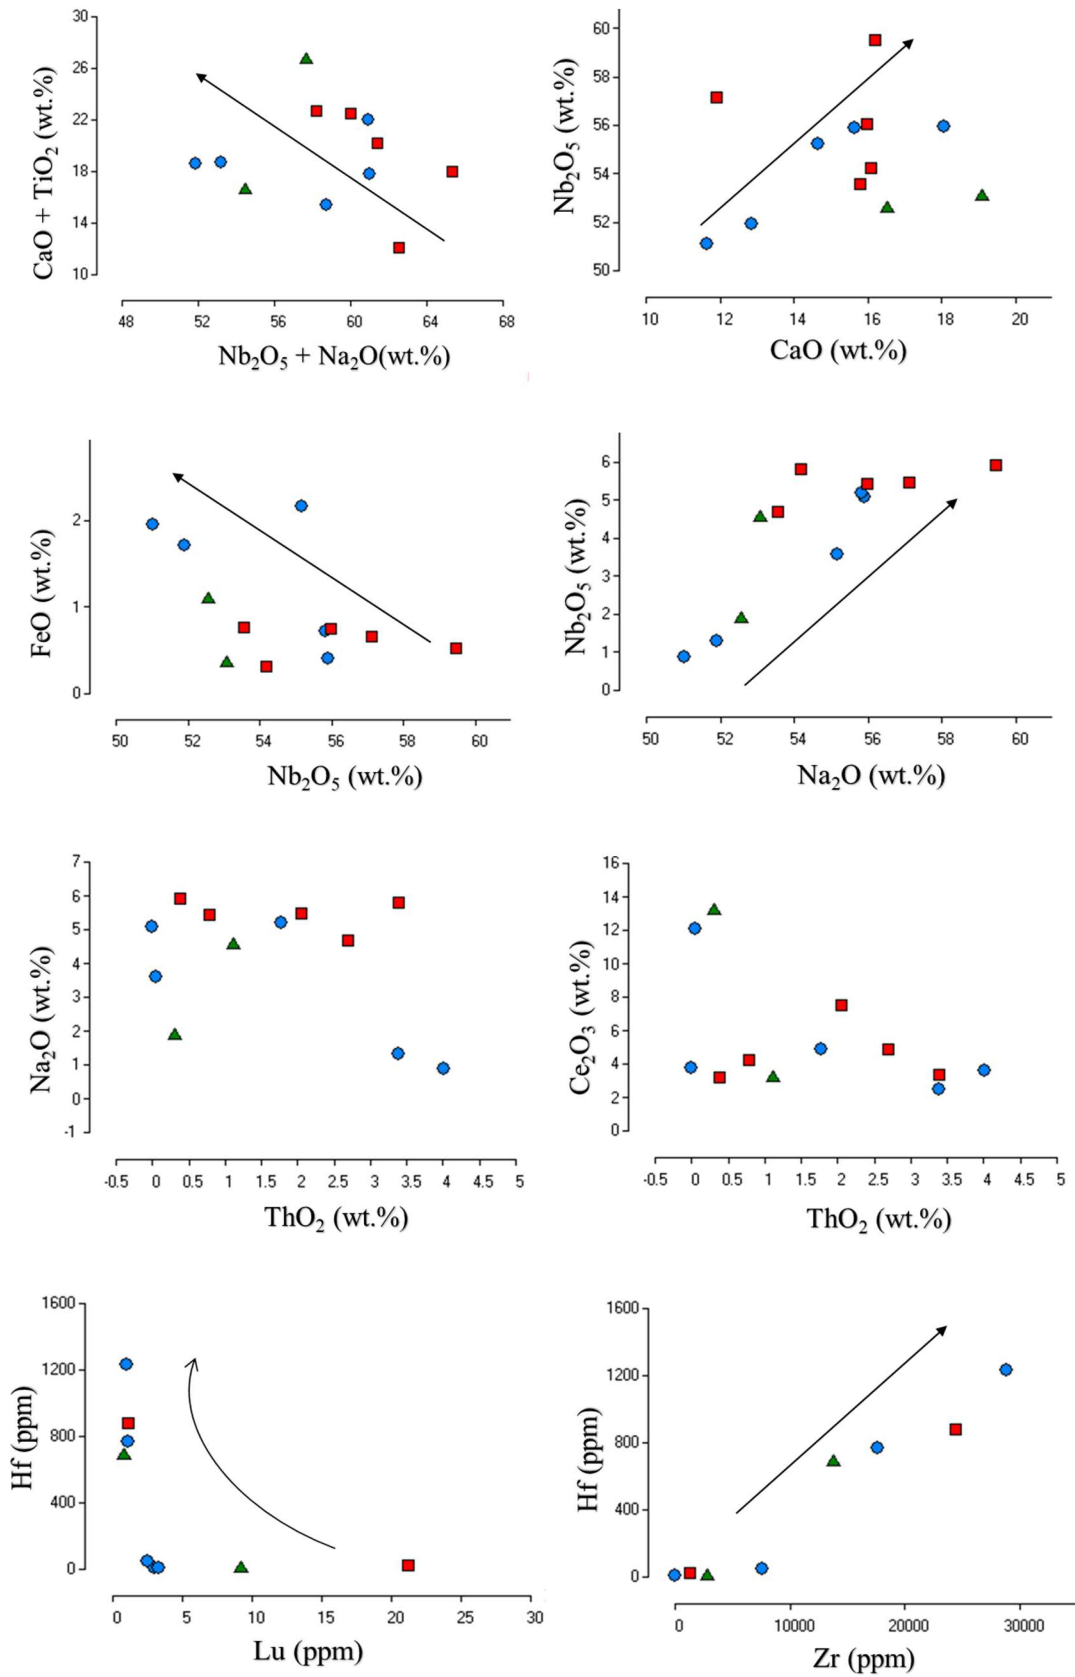 30
26
22
18
14
10
CaO + TiO₂ (wt.%)
48 52 56 60 64 68
Nb₂O₅ + Na₂O(wt.%)
60
58
56
54
52
50
Nb₂O₅ (wt.%)
10 12 14 16 18 20
CaO (wt.%)
2
1
0
FeO (wt.%)
50 52 54 56 58 60
Nb₂O₅ (wt.%)
6
5
4
3
2
1
0
Nb₂O₅ (wt.%)
50 52 54 56 58 60
Na₂O (wt.%)
7
6
5
4
3
2
1
0
-1
Na₂O (wt.%)
-0.5 0 0.5 1 1.5 2 2.5 3 3.5 4 4.5 5
ThO₂ (wt.%)
16
14
12
10
8
6
4
2
0
Ce₂O₃ (wt.%)
-0.5 0 0.5 1 1.5 2 2.5 3 3.5 4 4.5 5
ThO₂ (wt.%)
1600
1200
800
400
0
Hf (ppm)
0 5 10 15 20 25 30
Lu (ppm)
1600
1200
800
400
0
Hf (ppm)
0 10000 20000 30000
Zr (ppm)